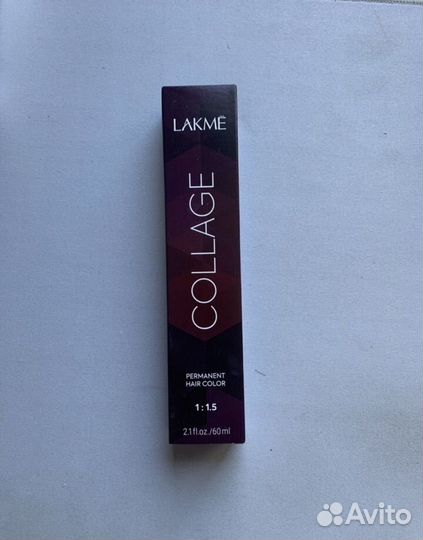 LAKMĒ
COLLAGE
PERMANENT
HAIR COLOR
1 : 1.5
2.1 fl.oz./60 ml
Avito